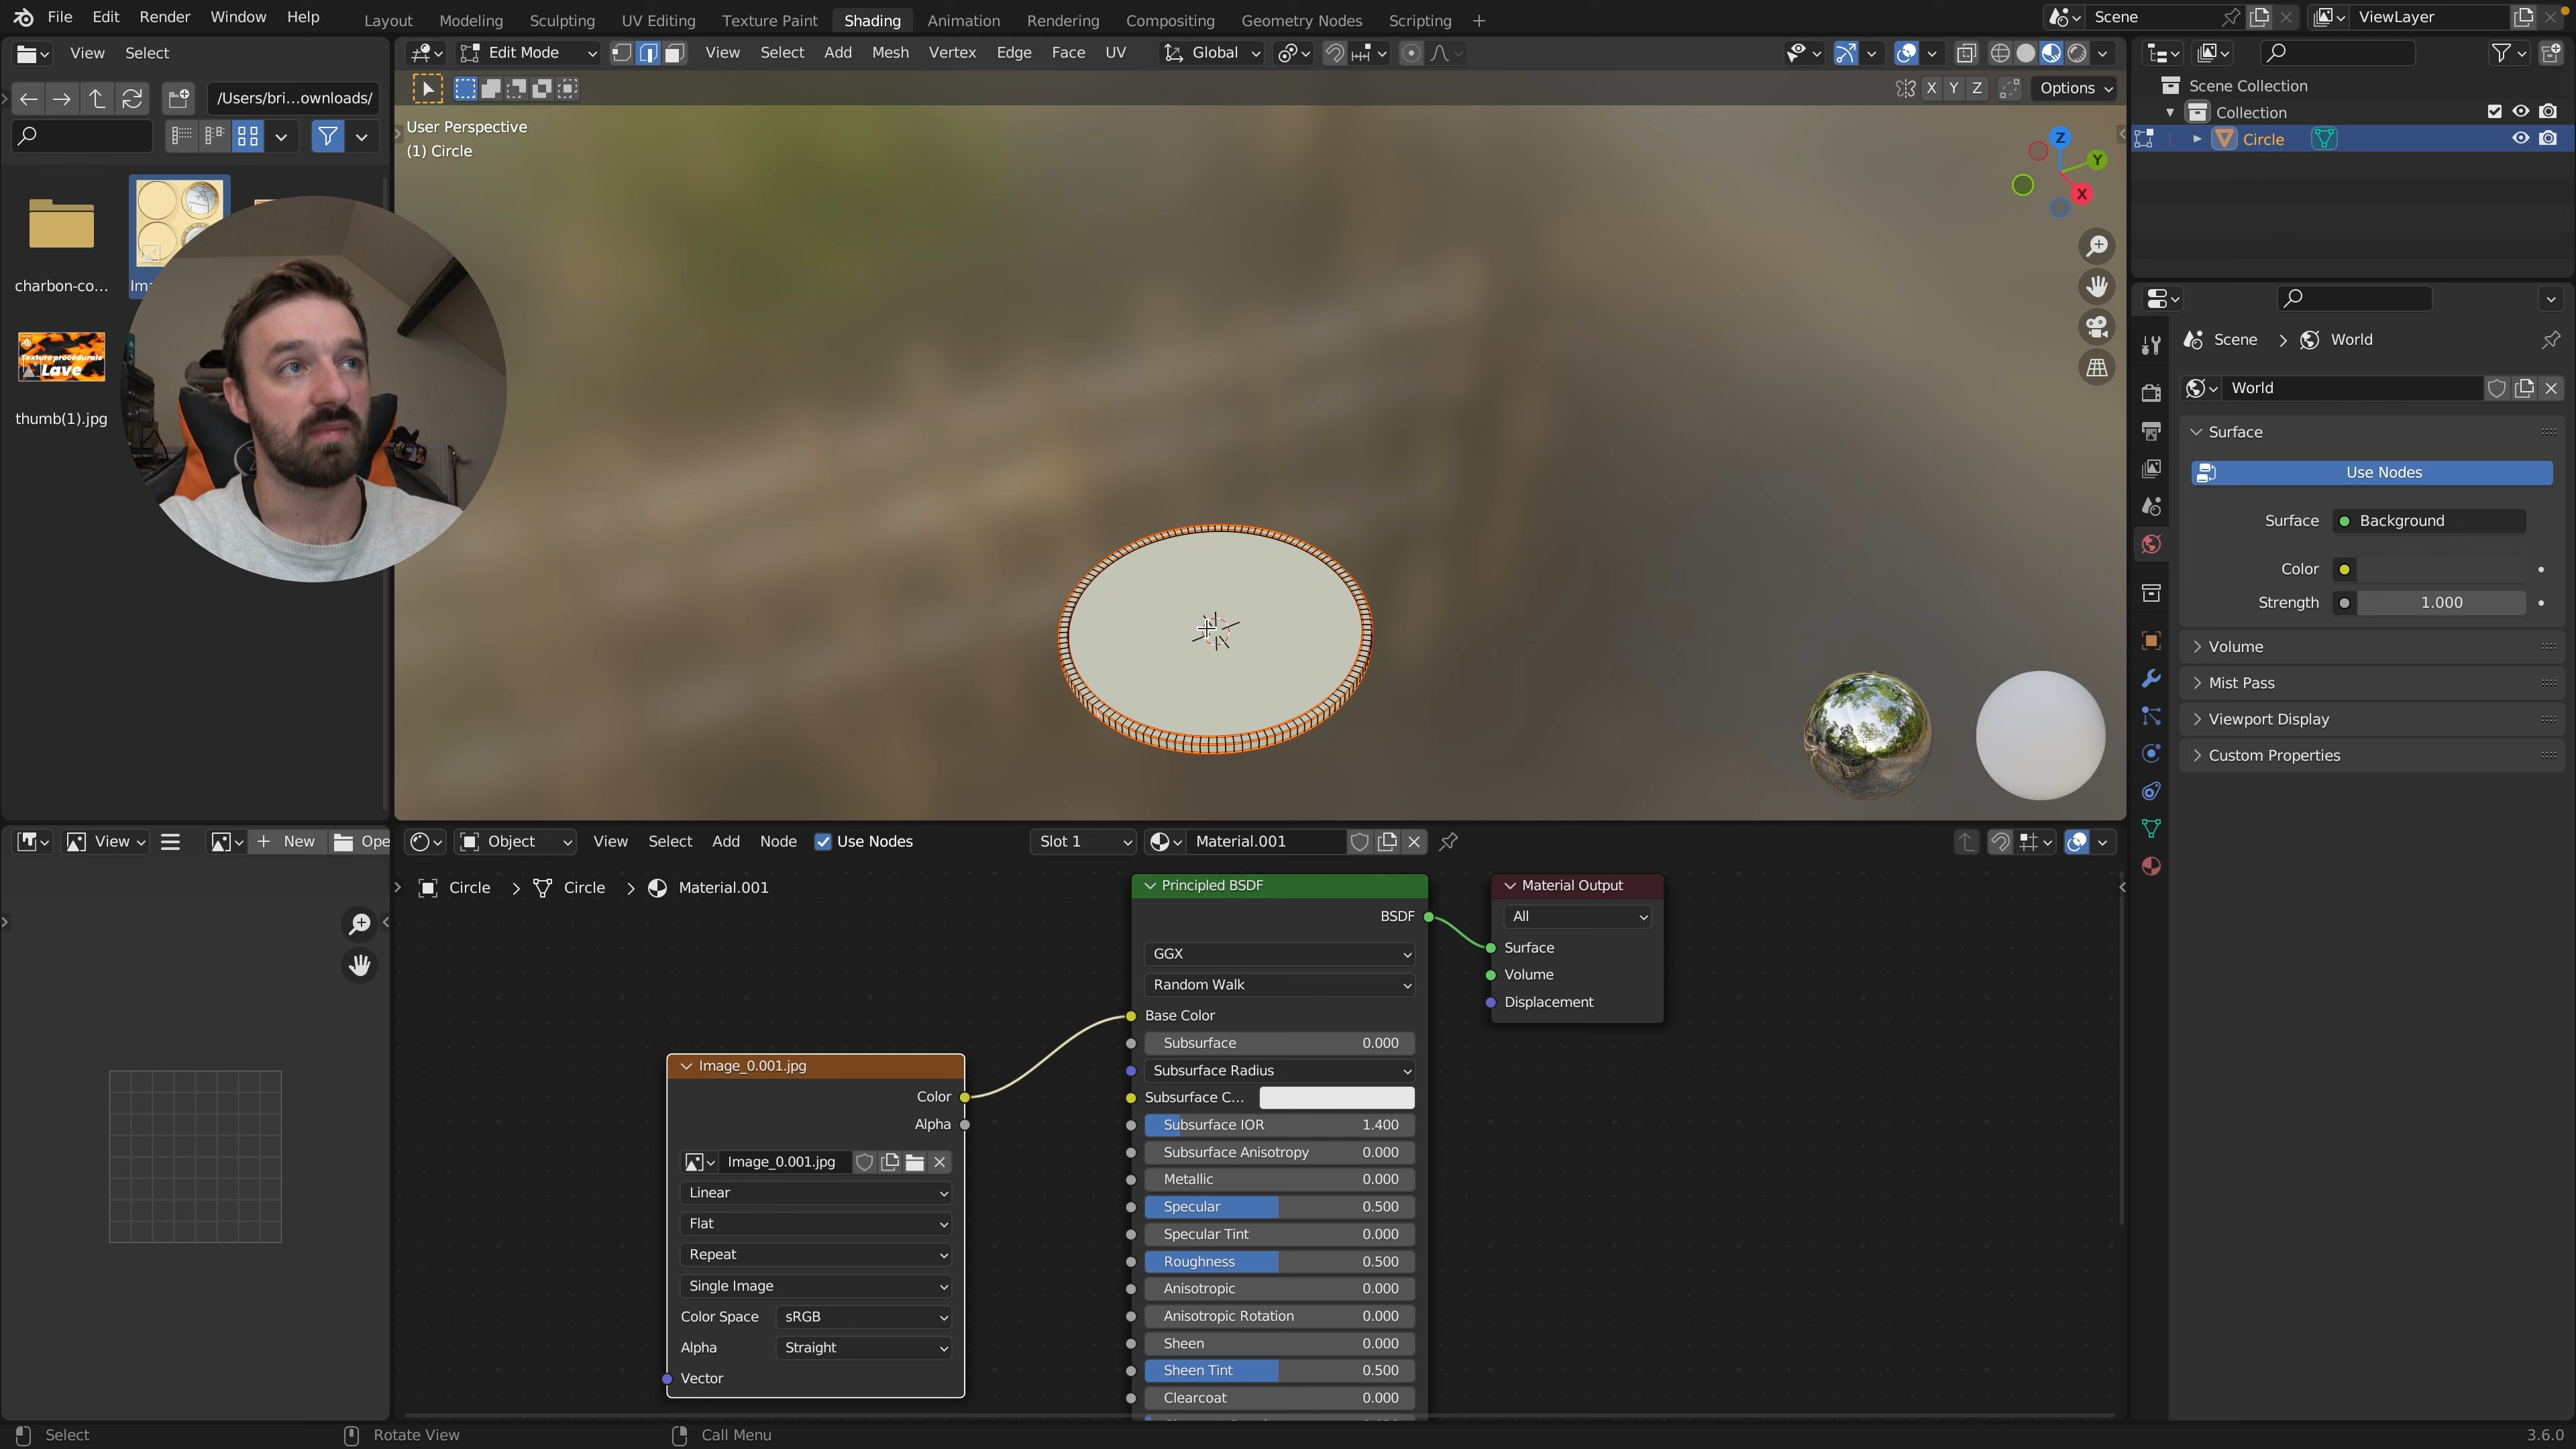 File Edit Render Window Help
Layout Modeling Sculpting UV Editing Texture Paint Shading Animation Rendering Compositing Geometry Nodes Scripting +
Scene
ViewLayer
View Select
Edit Mode
View Select Add Mesh Vertex Edge Face UV
Global
/Users/bri...ownloads/
X Y Z
Options
User Perspective
(1) Circle
Z
Y
X
Scene Collection
Collection
Circle
charbon-co...
Texture procédurale
Lave
thumb(1).jpg
Scene
World
World
Surface
Use Nodes
Surface
Background
Color
Strength
1.000
Volume
Mist Pass
Viewport Display
Custom Properties
View
+ New
Ope
Object
View Select Add Node
Use Nodes
Slot 1
Material.001
Circle > Circle > Material.001
Principled BSDF
BSDF
GGX
Random Walk
Base Color
Subsurface 0.000
Subsurface Radius
Subsurface C...
Subsurface IOR 1.400
Subsurface Anisotropy 0.000
Metallic 0.000
Specular 0.500
Specular Tint 0.000
Roughness 0.500
Anisotropic 0.000
Anisotropic Rotation 0.000
Sheen 0.000
Sheen Tint 0.500
Clearcoat 0.000
Material Output
All
Surface
Volume
Displacement
Image_0.001.jpg
Color
Alpha
Image_0.001.jpg
Linear
Flat
Repeat
Single Image
Color Space sRGB
Alpha Straight
Vector
Select
Rotate View
Call Menu
3.6.0